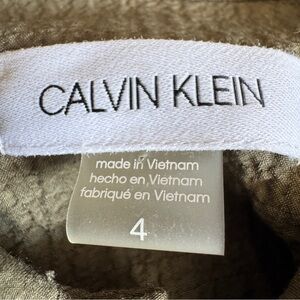 CALVIN KLEIN
made in Vietnam
hecho en Vietnam
fabriqué en Vietnam
4